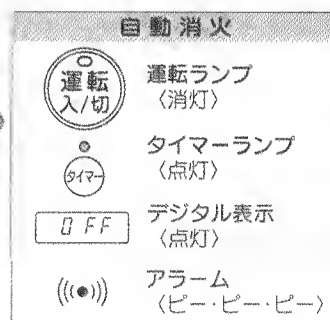 自動消火
運転
入/切
運転ランプ
〈消灯〉
タイマー
タイマーランプ
〈点灯〉
OFF
デジタル表示
〈点灯〉
アラーム
〈ピー・ピー・ピー〉